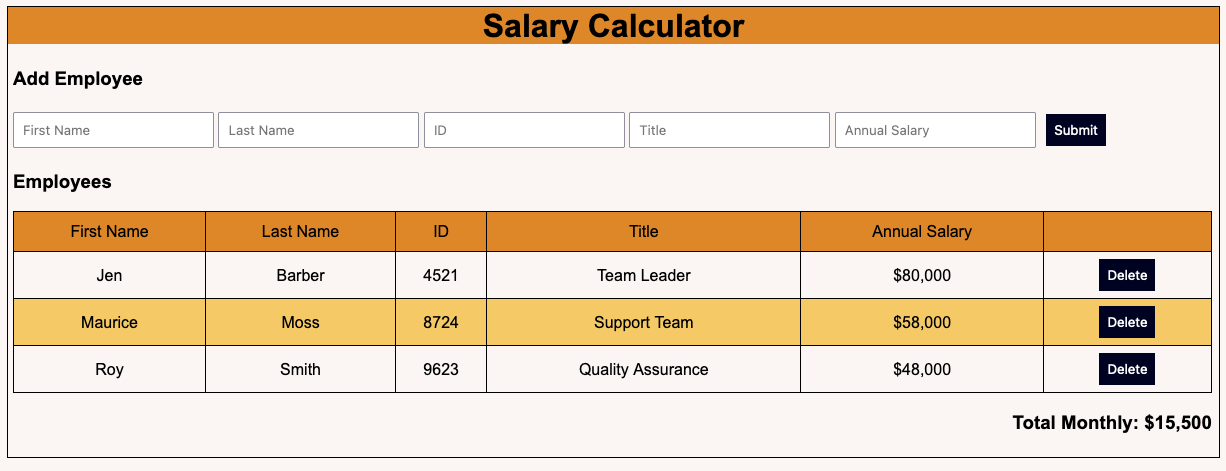 Salary Calculator
Add Employee
First Name Last Name ID Title Annual Salary Submit
Employees
First Name Last Name ID Title Annual Salary
Jen Barber 4521 Team Leader $80,000 Delete
Maurice Moss 8724 Support Team $58,000 Delete
Roy Smith 9623 Quality Assurance $48,000 Delete
Total Monthly: $15,500